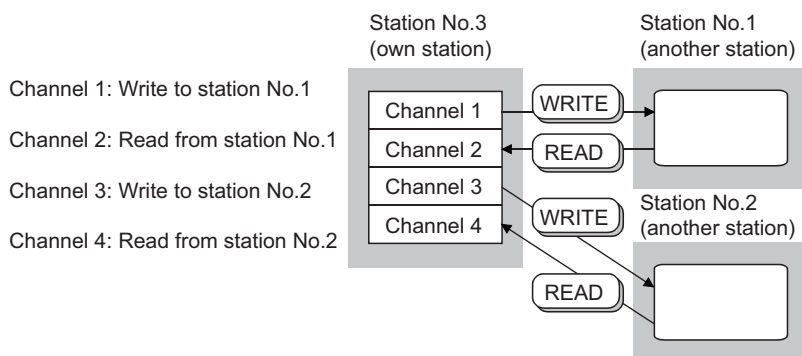 Station No.3
(own station)
Station No.1
(another station)
Channel 1: Write to station No.1
Channel 2: Read from station No.1
Channel 3: Write to station No.2
Channel 4: Read from station No.2
Channel 1
Channel 2
Channel 3
Channel 4
WRITE
READ
WRITE
READ
Station No.2
(another station)